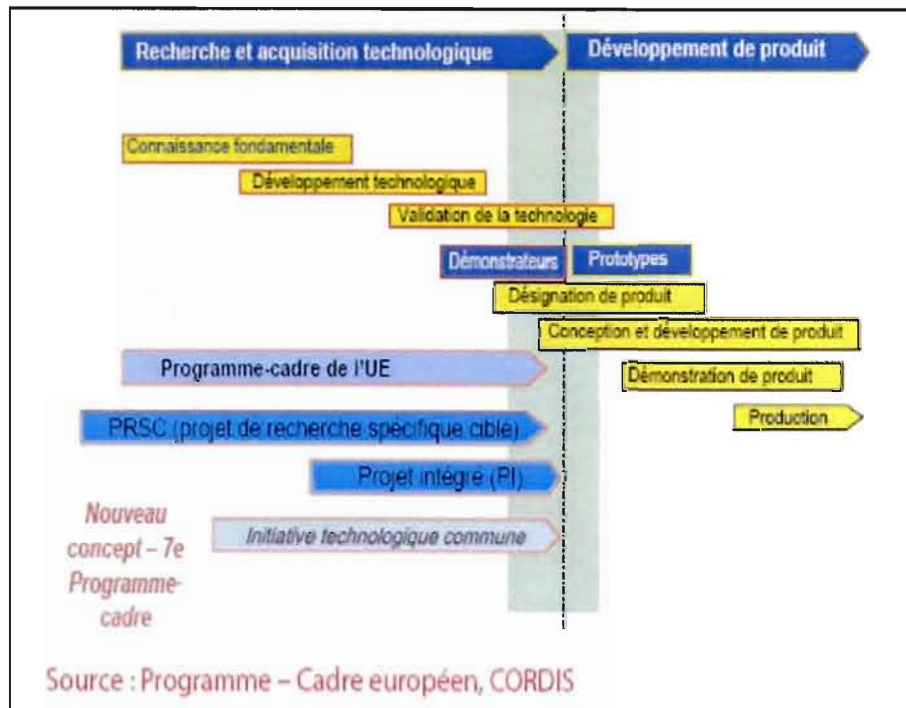 Recherche et acquisition technologique
Développement de produit
Connaissance fondamentale
Développement technologique
Validation de la technologie
Démonstrateurs
Prototypes
Désignation de produit
Conception et développement de produit
Programme-cadre de l'UE
Démonstration de produit
Production
PRSC (projet de recherche spécifique ciblé)
Projet intégré (PI)
Nouveau
concept – 7e
Programme-
cadre
Initiative technologique commune
Source : Programme – Cadre européen, CORDIS